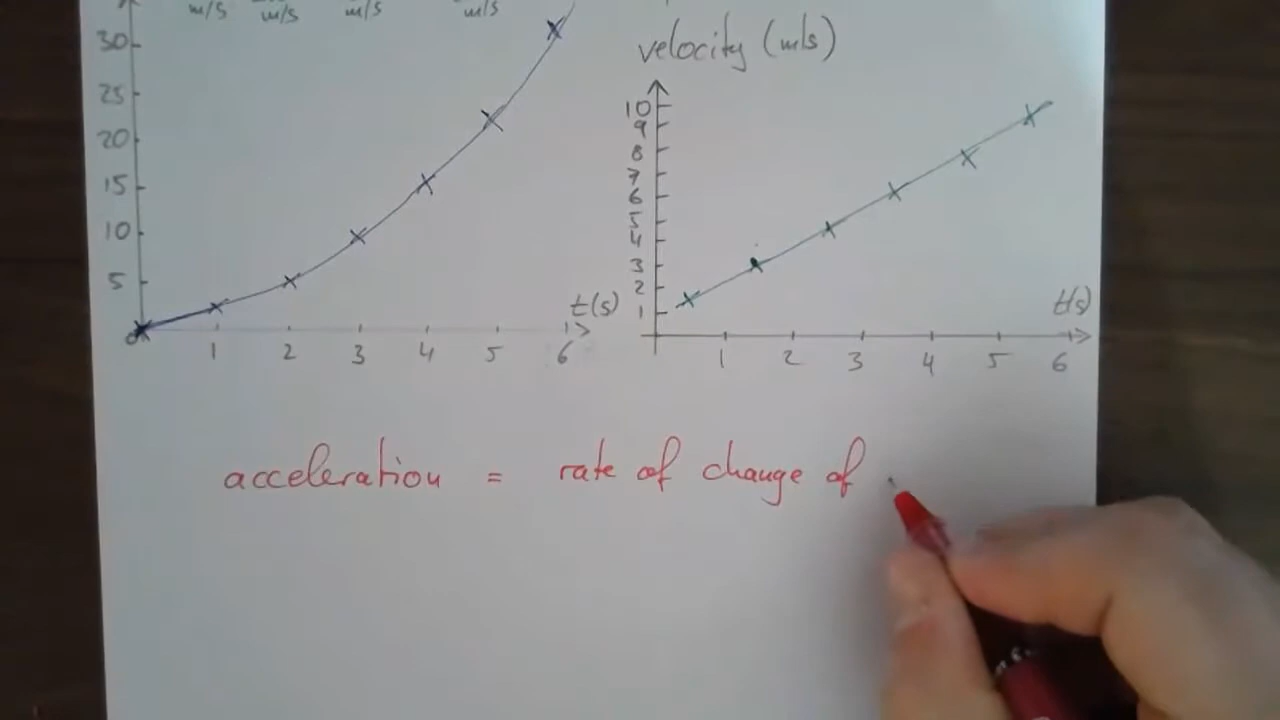 m/s m/s m/s m/s
30
25
20
15
10
5
0
1 2 3 4 5 6
t(s)
velocity (m/s)
10
9
8
7
6
5
4
3
2
1
1 2 3 4 5 6
t(s)
acceleration = rate of change of